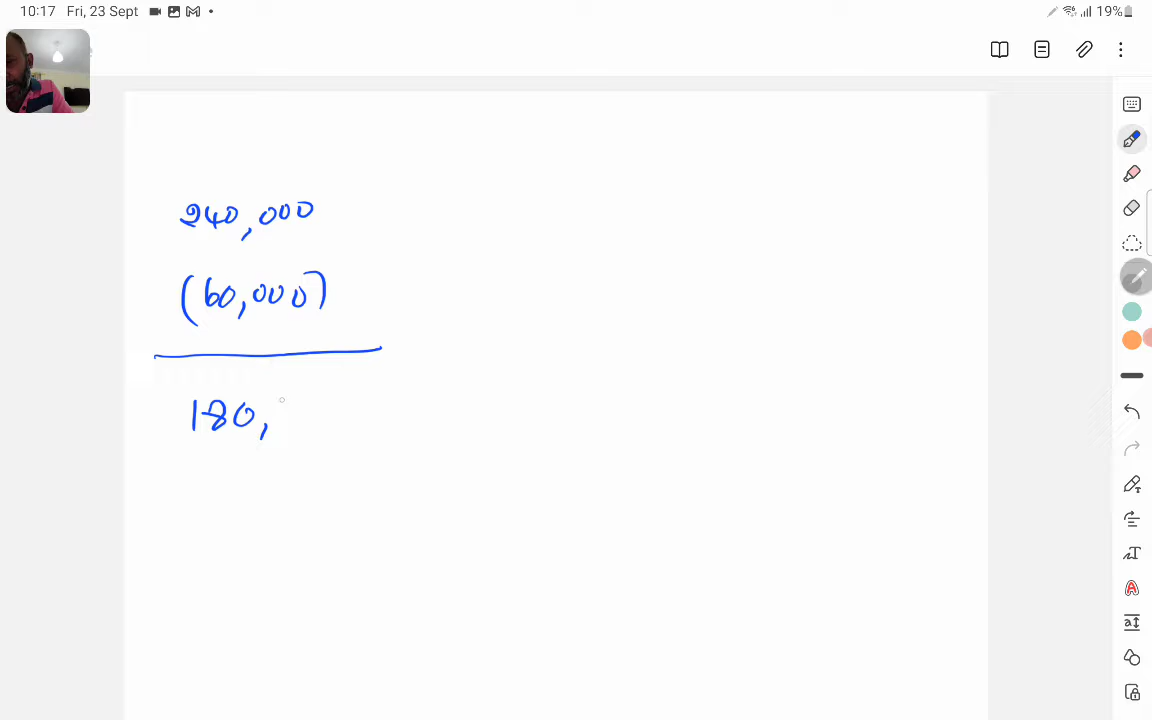 10:17 Fri, 23 Sept 19%
240,000
(60,000)
180,